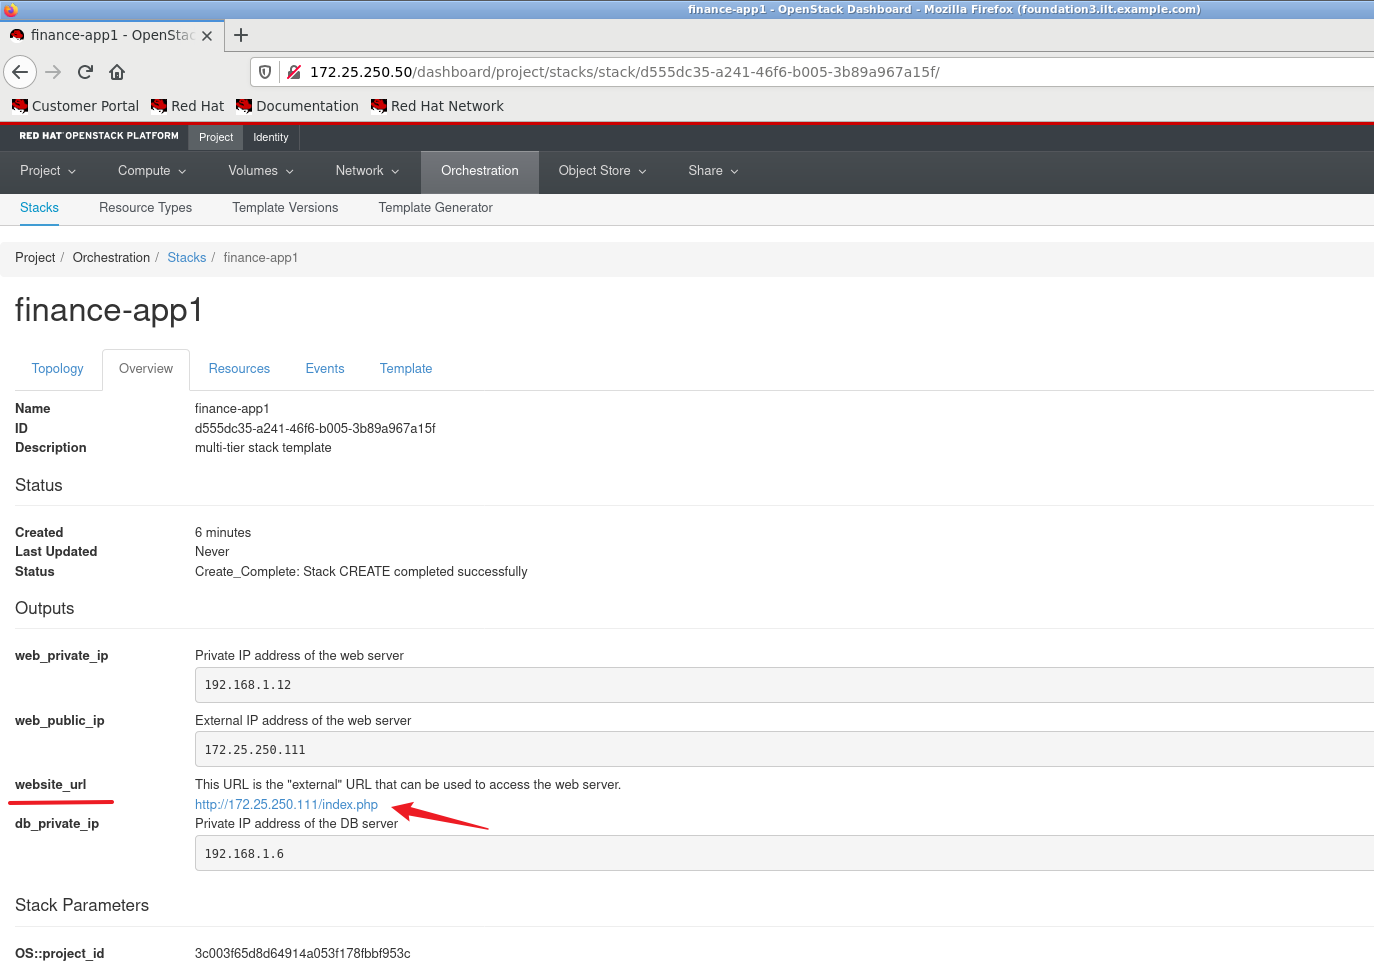 finance-app1 - OpenStack Dashboard - Mozilla Firefox (foundation3.ilt.example.com)
finance-app1 - OpenStac
172.25.250.50/dashboard/project/stacks/stack/d555dc35-a241-46f6-b005-3b89a967a15f/
Customer Portal Red Hat Documentation Red Hat Network
RED HAT OPENSTACK PLATFORM Project Identity
Project Compute Volumes Network Orchestration Object Store Share
Stacks Resource Types Template Versions Template Generator
Project / Orchestration / Stacks / finance-app1
finance-app1
Topology Overview Resources Events Template
Name finance-app1
ID d555dc35-a241-46f6-b005-3b89a967a15f
Description multi-tier stack template
Status
Created 6 minutes
Last Updated Never
Status Create_Complete: Stack CREATE completed successfully
Outputs
web_private_ip Private IP address of the web server
192.168.1.12
web_public_ip External IP address of the web server
172.25.250.111
website_url This URL is the "external" URL that can be used to access the web server.
http://172.25.250.111/index.php
db_private_ip Private IP address of the DB server
192.168.1.6
Stack Parameters
OS::project_id 3c003f65d8d64914a053f178fbbf953c